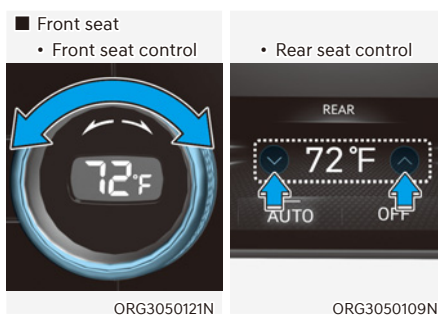 ■ Front seat
• Front seat control
• Rear seat control
72°F
REAR
72°F
AUTO
OFF
ORG3050121N
ORG3050109N